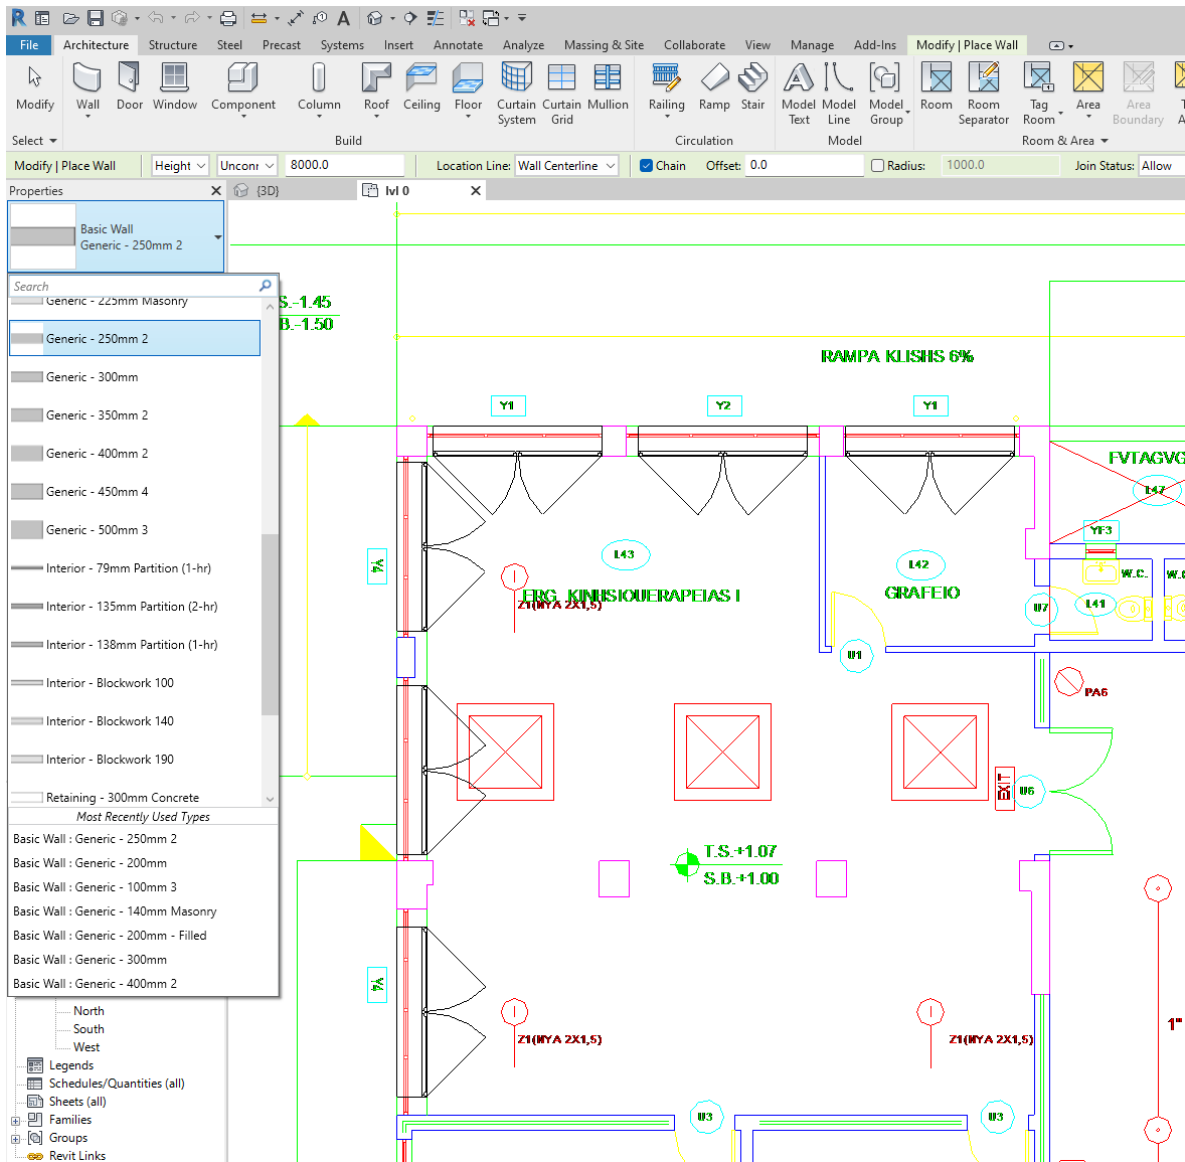 File Architecture Structure Steel Precast Systems Insert Annotate Analyze Massing & Site Collaborate View Manage Add-Ins Modify | Place Wall
Modify Wall Door Window Component Column Roof Ceiling Floor Curtain System Curtain Grid Mullion Railing Ramp Stair Model Text Model Line Model Group Room Room Separator Tag Room Area Area Boundary
Select Build Circulation Model Room & Area
Modify | Place Wall Height Unconr 8000.0 Location Line: Wall Centerline Chain Offset: 0.0 Radius: 1000.0 Join Status: Allow
Properties {3D} lvl 0
Basic Wall
Generic - 250mm 2
Search
Generic - 225mm Masonry
Generic - 250mm 2
Generic - 300mm
Generic - 350mm 2
Generic - 400mm 2
Generic - 450mm 4
Generic - 500mm 3
Interior - 79mm Partition (1-hr)
Interior - 135mm Partition (2-hr)
Interior - 138mm Partition (1-hr)
Interior - Blockwork 100
Interior - Blockwork 140
Interior - Blockwork 190
Retaining - 300mm Concrete
Most Recently Used Types
Basic Wall : Generic - 250mm 2
Basic Wall : Generic - 200mm
Basic Wall : Generic - 100mm 3
Basic Wall : Generic - 140mm Masonry
Basic Wall : Generic - 200mm - Filled
Basic Wall : Generic - 300mm
Basic Wall : Generic - 400mm 2
North
South
West
Legends
Schedules/Quantities (all)
Sheets (all)
Families
Groups
Revit Links
S.-1.45
B.-1.50
RAMPA KLISHS 6%
Y1 Y2 Y1
L47
YF3
Y4
L43
L42
W.C.
GRAFEIO
Z1(NYA 2X1,5)
L41
U7
U1
PA6
EXIT
U6
T.S.+1.07
S.B.+1.00
Y4
Z1(NYA 2X1,5) Z1(NYA 2X1,5)
1"
U3 U3